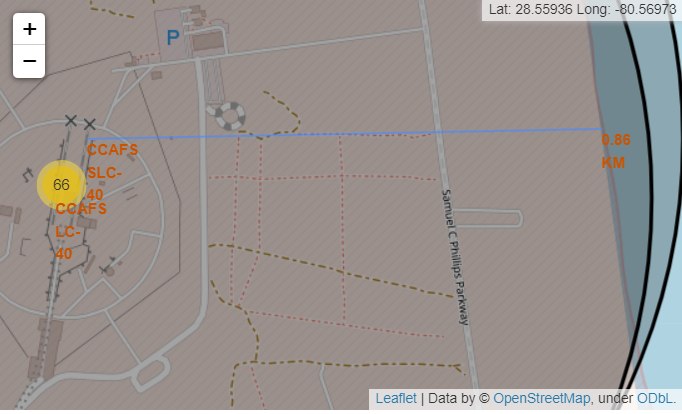 +
−
Lat: 28.55936 Long: -80.56973
P
CCAFS
SLC-
40
66
CCAFS
LC-
40
0.86
KM
Samuel C Phillips Parkway
Leaflet | Data by © OpenStreetMap, under ODbL.